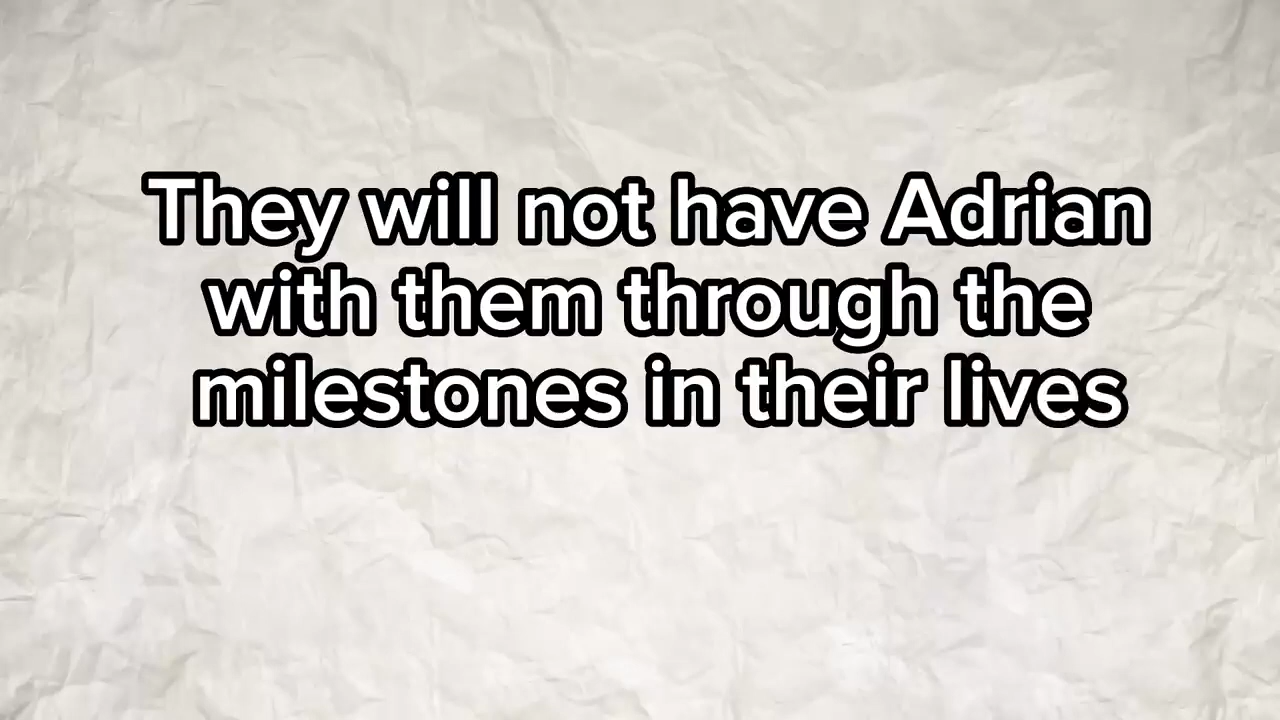 They will not have Adrian
with them through the
milestones in their lives